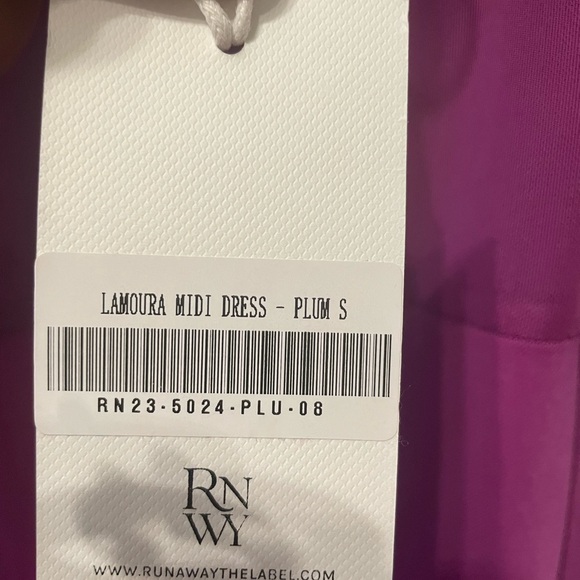 LAMOURA MIDI DRESS - PLUM S
RN23-5024-PLU-08
RN
WY
WWW.RUNAWAYTHELABEL.COM